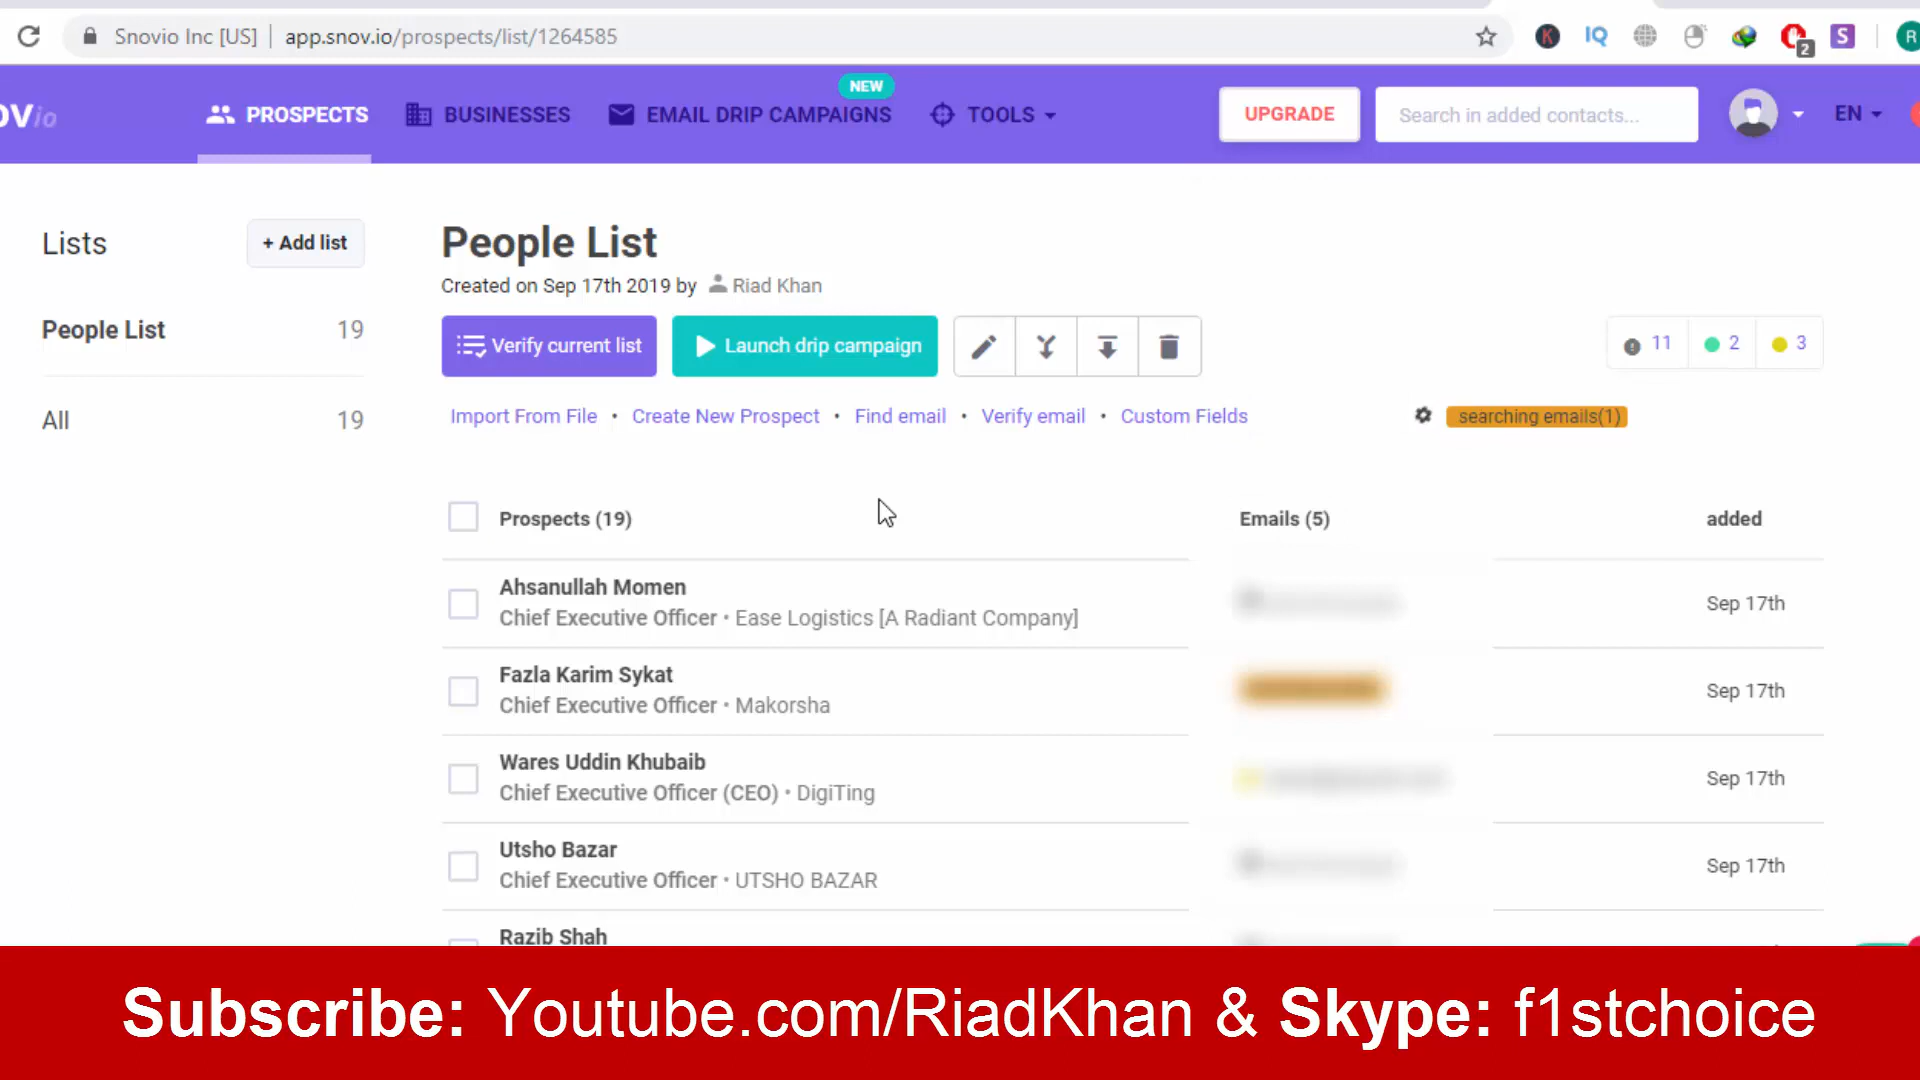 Snovio Inc [US] app.snov.io/prospects/list/1264585
K IQ 2 S R
OVio PROSPECTS BUSINESSES EMAIL DRIP CAMPAIGNS NEW TOOLS UPGRADE Search in added contacts... EN
Lists + Add list
People List 19
All 19
People List
Created on Sep 17th 2019 by Riad Khan
Verify current list Launch drip campaign 11 2 3
Import From File • Create New Prospect • Find email • Verify email • Custom Fields searching emails(1)
Prospects (19) Emails (5) added
Ahsanullah Momen
Chief Executive Officer • Ease Logistics [A Radiant Company] Sep 17th
Fazla Karim Sykat
Chief Executive Officer • Makorsha Sep 17th
Wares Uddin Khubaib
Chief Executive Officer (CEO) • DigiTing Sep 17th
Utsho Bazar
Chief Executive Officer • UTSHO BAZAR Sep 17th
Razib Shah
Subscribe: Youtube.com/RiadKhan & Skype: f1stchoice